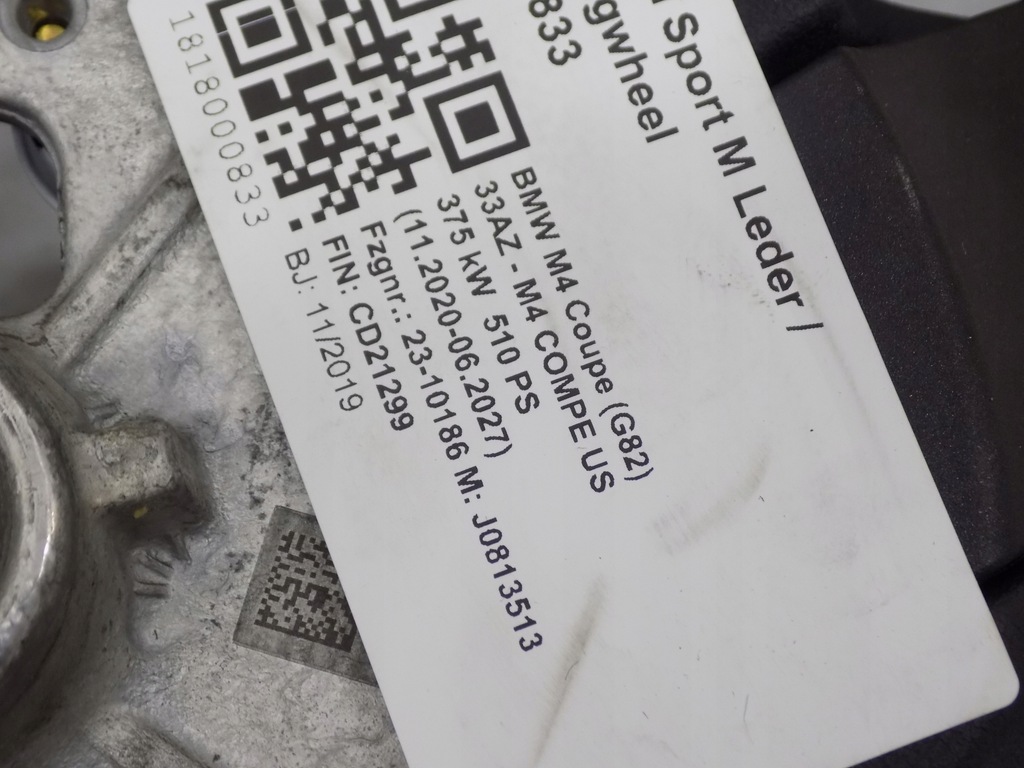 Sport M Leder /
gwheel
833
1818000833
BMW M4 Coupe (G82)
33AZ - M4 COMPE US
375 kW 510 PS
(11.2020-06.2027)
Fzgnr.: 23-10186 M: J0813513
FIN: CD21299
BJ: 11/2019